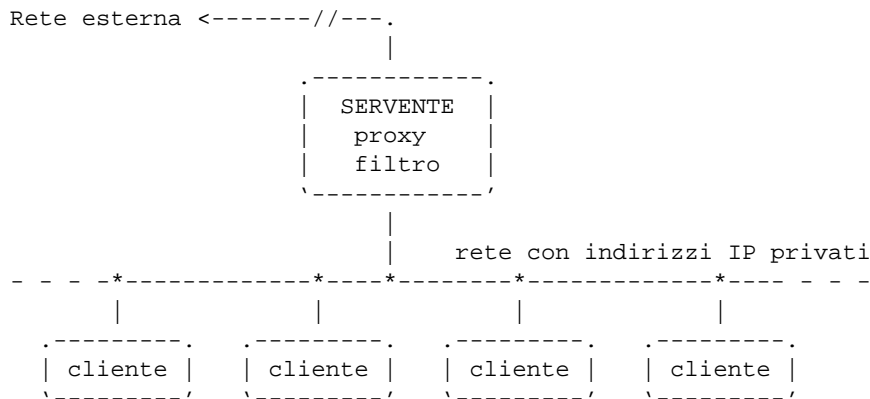 Rete esterna <-------//---.
SERVENTE
proxy
filtro
rete con indirizzi IP privati
cliente cliente cliente cliente